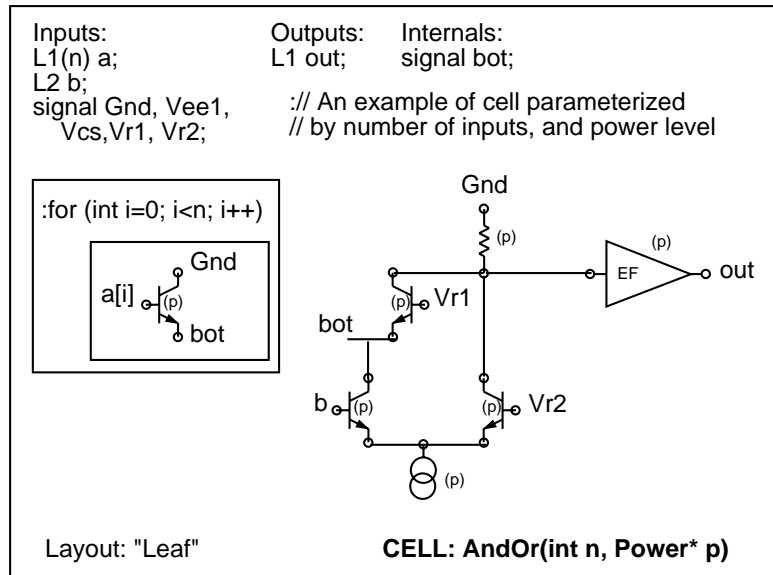 Inputs:
L1(n) a;
L2 b;
signal Gnd, Vee1,
Vcs,Vr1, Vr2;
Outputs:
L1 out;
Internals:
signal bot;
:// An example of cell parameterized
// by number of inputs, and power level
:for (int i=0; i<n; i++)
Gnd
a[i]
(p)
bot
Gnd
(p)
(p)
EF
out
(p)
Vr1
bot
b
(p)
(p)
Vr2
(p)
Layout: "Leaf"
CELL: AndOr(int n, Power* p)